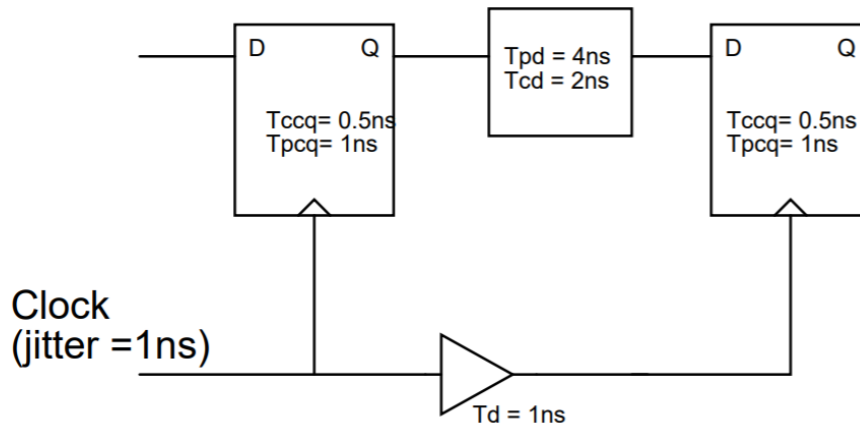 D Q
Tccq= 0.5ns
Tpcq= 1ns
Tpd = 4ns
Tcd = 2ns
D Q
Tccq= 0.5ns
Tpcq= 1ns
Clock
(jitter =1ns)
Td = 1ns